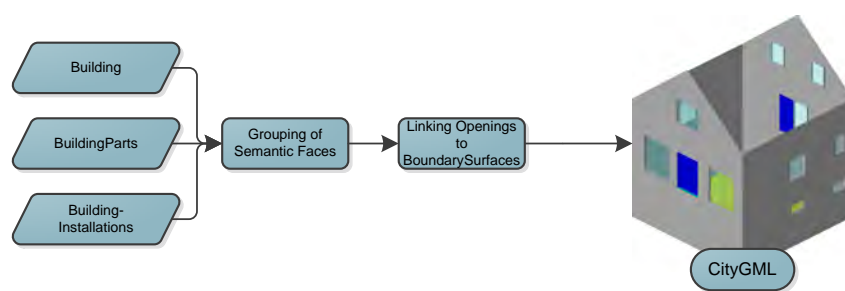 Building
BuildingParts
Building-
Installations
Grouping of
Semantic Faces
Linking Openings
to
BoundarySurfaces
CityGML